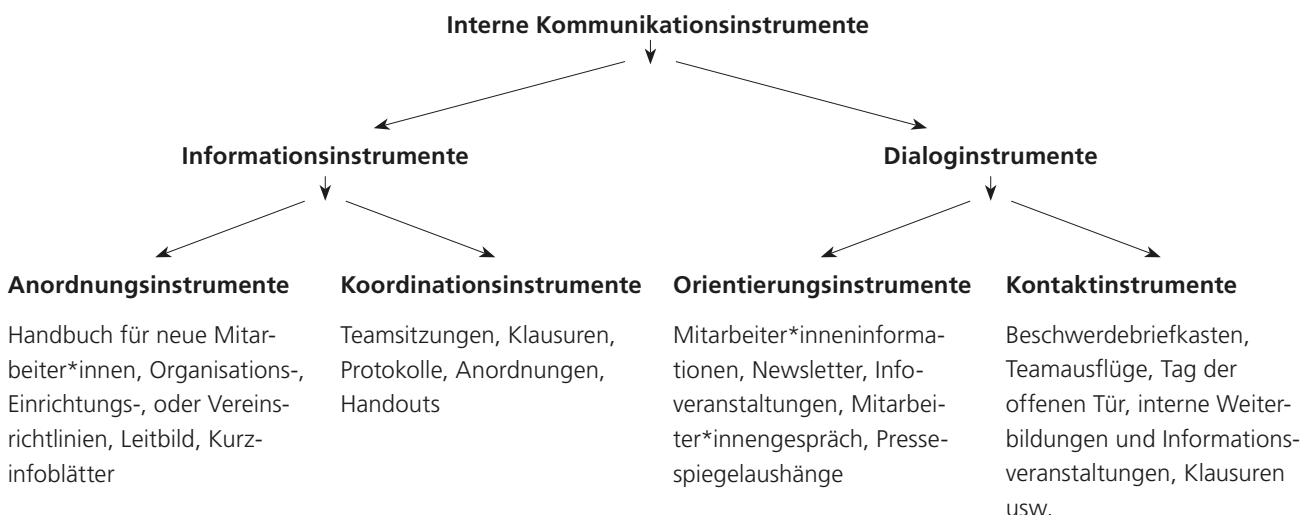 Interne Kommunikationsinstrumente
Informationsinstrumente
Dialoginstrumente
Anordnungsinstrumente
Handbuch für neue Mitar-
beiter*innen, Organisations-,
Einrichtungs-, oder Vereins-
richtlinien, Leitbild, Kurz-
infoblätter
Koordinationsinstrumente
Teamsitzungen, Klausuren,
Protokolle, Anordnungen,
Handouts
Orientierungsinstrumente
Mitarbeiter*inneninforma-
tionen, Newsletter, Info-
veranstaltungen, Mitarbei-
ter*innengespräch, Presse-
spiegelaushänge
Kontaktinstrumente
Beschwerdebriefkasten,
Teamausflüge, Tag der
offenen Tür, interne Weiter-
bildungen und Informations-
veranstaltungen, Klausuren
usw.